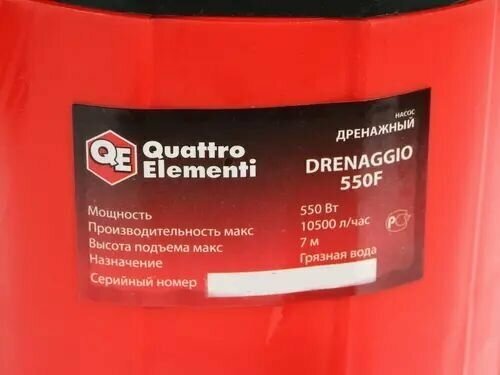 НАСОС
ДРЕНАЖНЫЙ
QE Quattro Elementi
DRENAGGIO
550F
Мощность 550 Вт
Производительность макс 10500 л/час
Высота подъема макс 7 м
Назначение Грязная вода
Серийный номер
РСТ